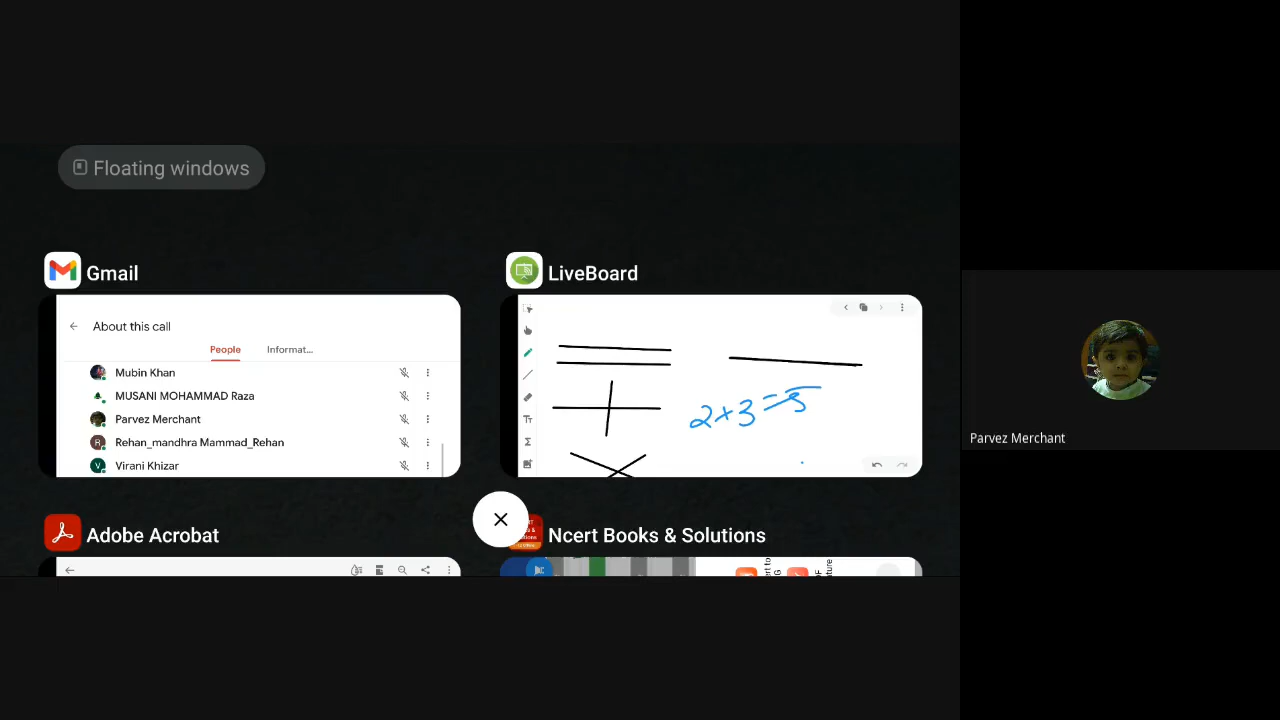 Floating windows
Gmail
LiveBoard
About this call
People
Informat...
Mubin Khan
MUSANI MOHAMMAD Raza
Parvez Merchant
R
Rehan_mandhra Mammad_Rehan
V
Virani Khizar
2+3=5
Tт
Σ
Parvez Merchant
Adobe Acrobat
Ncert Books & Solutions